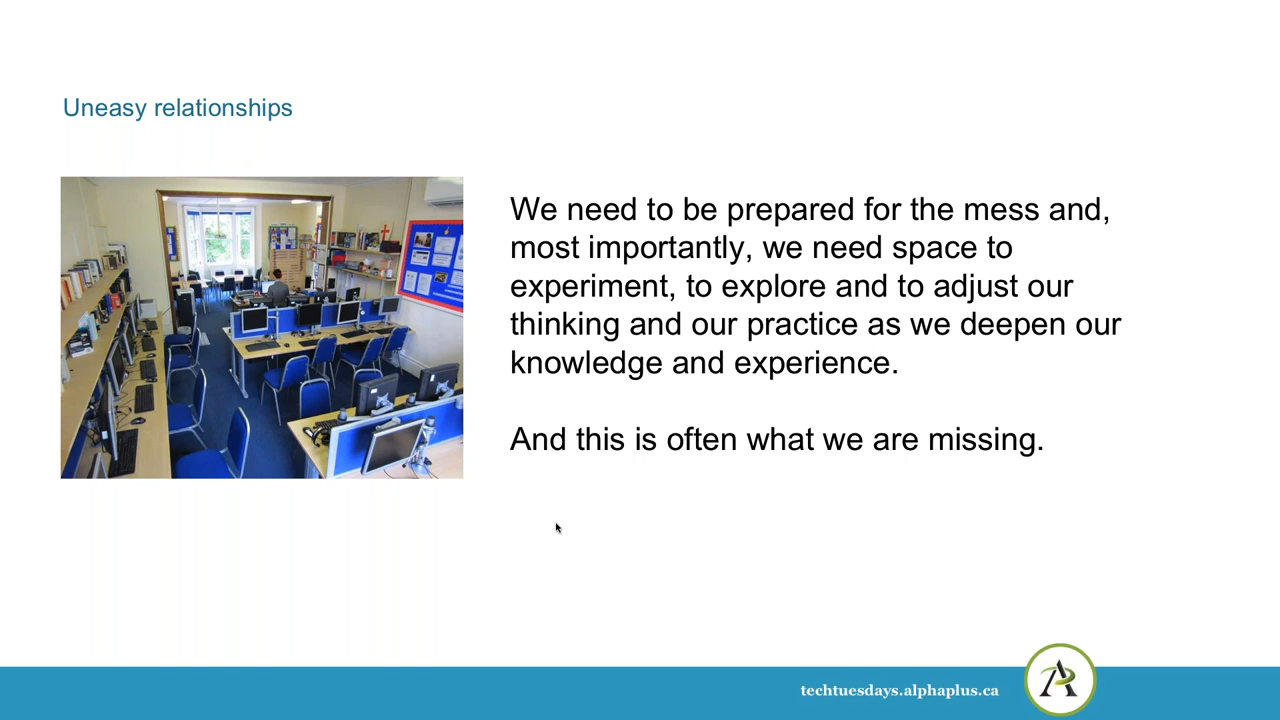 Uneasy relationships
We need to be prepared for the mess and,
most importantly, we need space to
experiment, to explore and to adjust our
thinking and our practice as we deepen our
knowledge and experience.
And this is often what we are missing.
techtuesdays.alphaplus.ca